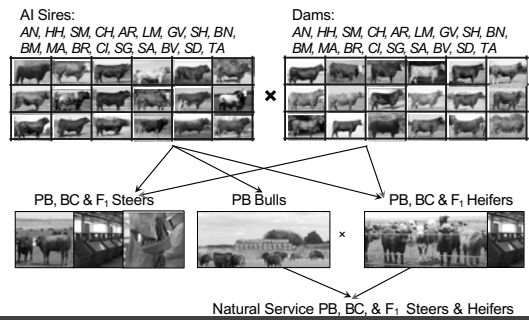 AI Sires:
AN, HH, SM, CH, AR, LM, GV, SH, BN,
BM, MA, BR, CI, SG, SA, BV, SD, TA
Dams:
AN, HH, SM, CH, AR, LM, GV, SH, BN,
BM, MA, BR, CI, SG, SA, BV, SD, TA
×
PB, BC & F₁ Steers
PB Bulls
PB, BC & F₁ Heifers
×
Natural Service PB, BC, & F₁ Steers & Heifers